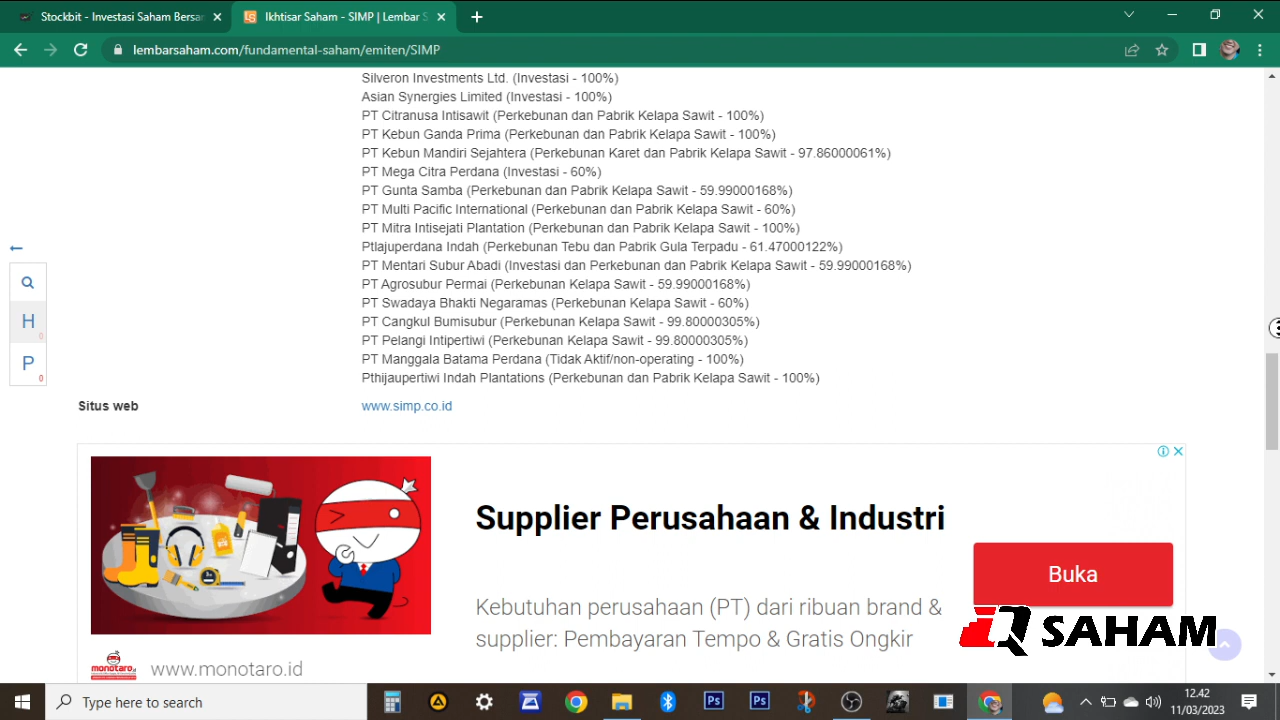 Stockbit - Investasi Saham Bersar
Ikhtisar Saham - SIMP | Lembar S
lembarsaham.com/fundamental-saham/emiten/SIMP
Silveron Investments Ltd. (Investasi - 100%)
Asian Synergies Limited (Investasi - 100%)
PT Citranusa Intisawit (Perkebunan dan Pabrik Kelapa Sawit - 100%)
PT Kebun Ganda Prima (Perkebunan dan Pabrik Kelapa Sawit - 100%)
PT Kebun Mandiri Sejahtera (Perkebunan Karet dan Pabrik Kelapa Sawit - 97.86000061%)
PT Mega Citra Perdana (Investasi - 60%)
PT Gunta Samba (Perkebunan dan Pabrik Kelapa Sawit - 59.99000168%)
PT Multi Pacific International (Perkebunan dan Pabrik Kelapa Sawit - 60%)
PT Mitra Intisejati Plantation (Perkebunan dan Pabrik Kelapa Sawit - 100%)
Ptlajuperdana Indah (Perkebunan Tebu dan Pabrik Gula Terpadu - 61.47000122%)
PT Mentari Subur Abadi (Investasi dan Perkebunan dan Pabrik Kelapa Sawit - 59.99000168%)
PT Agrosubur Permai (Perkebunan Kelapa Sawit - 59.99000168%)
PT Swadaya Bhakti Negaramas (Perkebunan Kelapa Sawit - 60%)
PT Cangkul Bumisubur (Perkebunan Kelapa Sawit - 99.80000305%)
PT Pelangi Intipertiwi (Perkebunan Kelapa Sawit - 99.80000305%)
PT Manggala Batama Perdana (Tidak Aktif/non-operating - 100%)
Pthijaupertiwi Indah Plantations (Perkebunan dan Pabrik Kelapa Sawit - 100%)
H
0
P
0
Situs web
www.simp.co.id
Supplier Perusahaan & Industri
Buka
Kebutuhan perusahaan (PT) dari ribuan brand &
supplier: Pembayaran Tempo & Gratis Ongkir
monotaro.id
www.monotaro.id
IQ SAHAM
Type here to search
Ps
Ps
12.42
11/03/2023